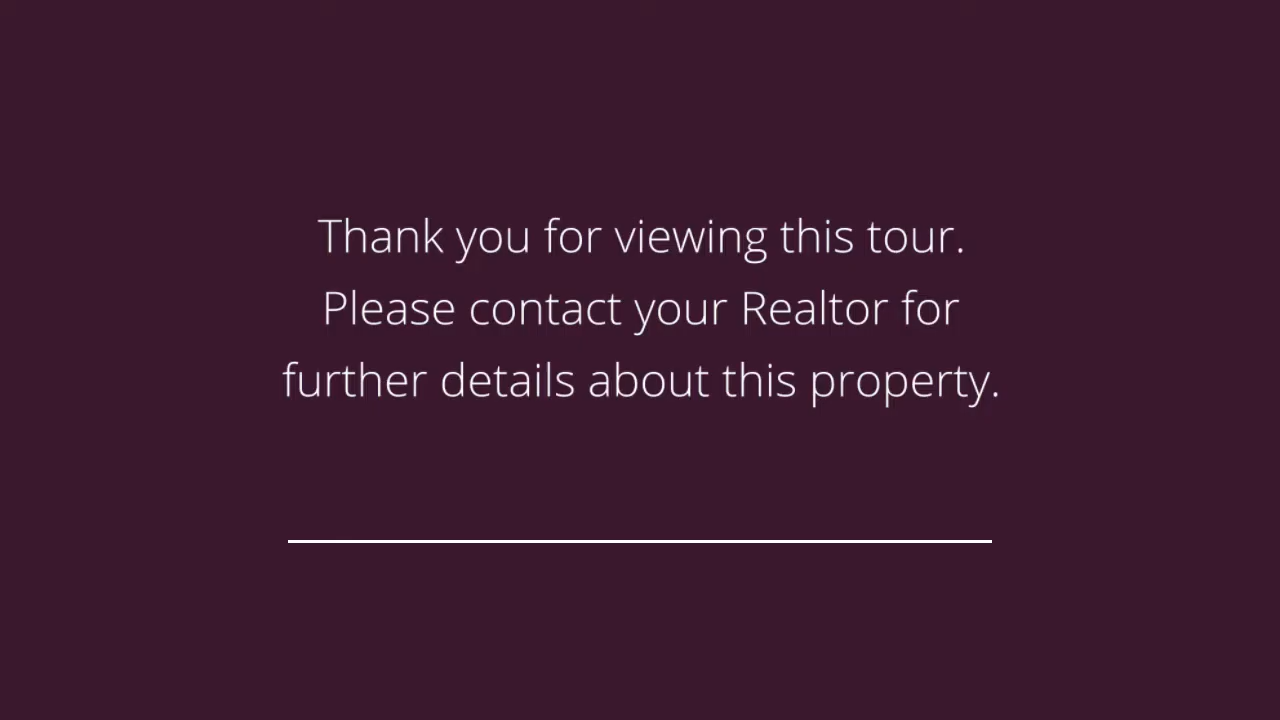 Thank you for viewing this tour.
Please contact your Realtor for
further details about this property.